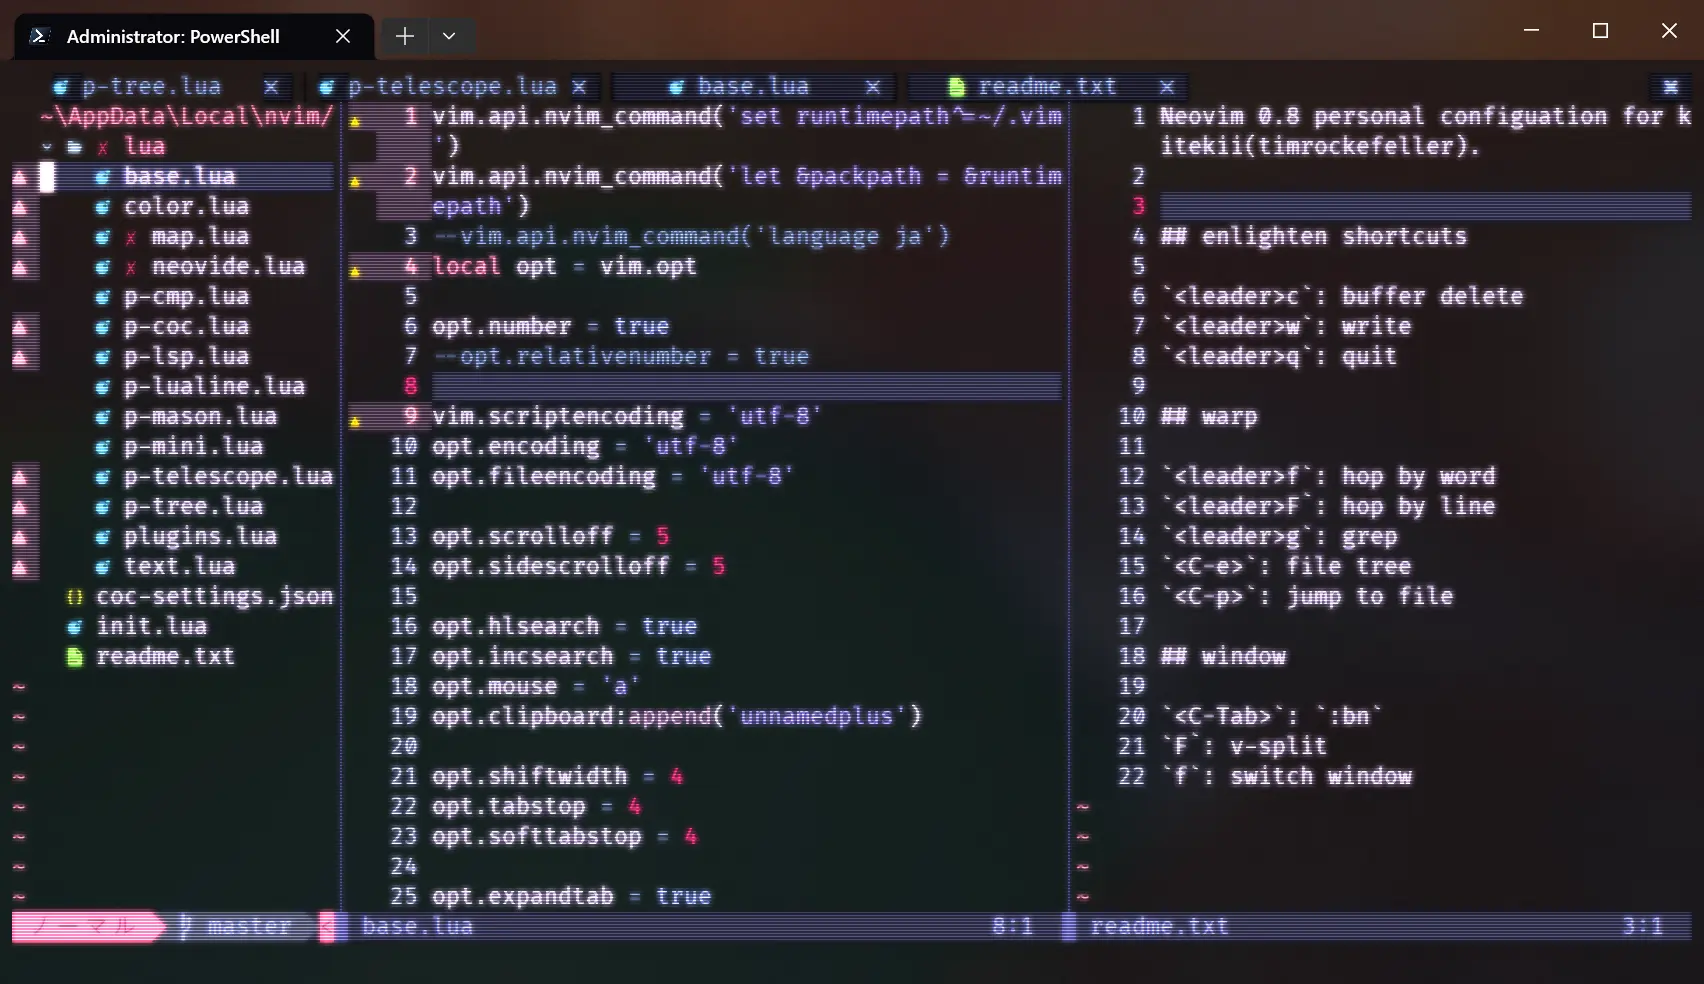 Administrator: PowerShell
p-tree.lua
p-telescope.lua
base.lua
readme.txt
~\AppData\Local\nvim/
lua
base.lua
color.lua
map.lua
neovide.lua
p-cmp.lua
p-coc.lua
p-lsp.lua
p-lualine.lua
p-mason.lua
p-mini.lua
p-telescope.lua
p-tree.lua
plugins.lua
text.lua
{} coc-settings.json
init.lua
readme.txt
~
~
~
~
~
~
~
~
1 vim.api.nvim_command('set runtimepath^=~/.vim
')
2 vim.api.nvim_command('let &packpath = &runtim
epath')
3 --vim.api.nvim_command('language ja')
4 local opt = vim.opt
5
6 opt.number = true
7 --opt.relativenumber = true
8
9 vim.scriptencoding = 'utf-8'
10 opt.encoding = 'utf-8'
11 opt.fileencoding = 'utf-8'
12
13 opt.scrolloff = 5
14 opt.sidescrolloff = 5
15
16 opt.hlsearch = true
17 opt.incsearch = true
18 opt.mouse = 'a'
19 opt.clipboard:append('unnamedplus')
20
21 opt.shiftwidth = 4
22 opt.tabstop = 4
23 opt.softtabstop = 4
24
25 opt.expandtab = true
1 Neovim 0.8 personal configuation for k
itekii(timrockefeller).
2
3
4 ## enlighten shortcuts
5
6 `<leader>c`: buffer delete
7 `<leader>w`: write
8 `<leader>q`: quit
9
10 ## warp
11
12 `<leader>f`: hop by word
13 `<leader>F`: hop by line
14 `<leader>g`: grep
15 `<C-e>`: file tree
16 `<C-p>`: jump to file
17
18 ## window
19
20 `<C-Tab>`: `:bn`
21 `F`: v-split
22 `f`: switch window
~
~
~
~
ノーマル master < base.lua 8:1 readme.txt 3:1